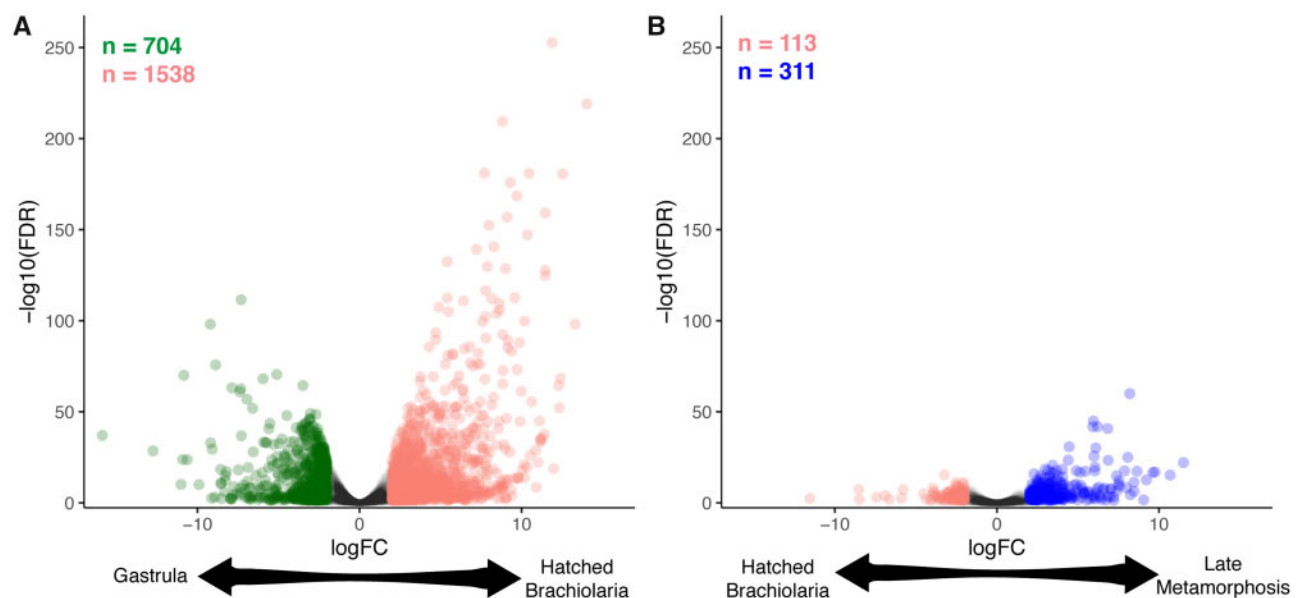 A
n = 704
n = 1538
250
200
150
100
50
0
−log10(FDR)
−10
0
10
logFC
Gastrula
Hatched
Brachiolaria
B
n = 113
n = 311
250
200
150
100
50
0
−log10(FDR)
−10
0
10
logFC
Hatched
Brachiolaria
Late
Metamorphosis